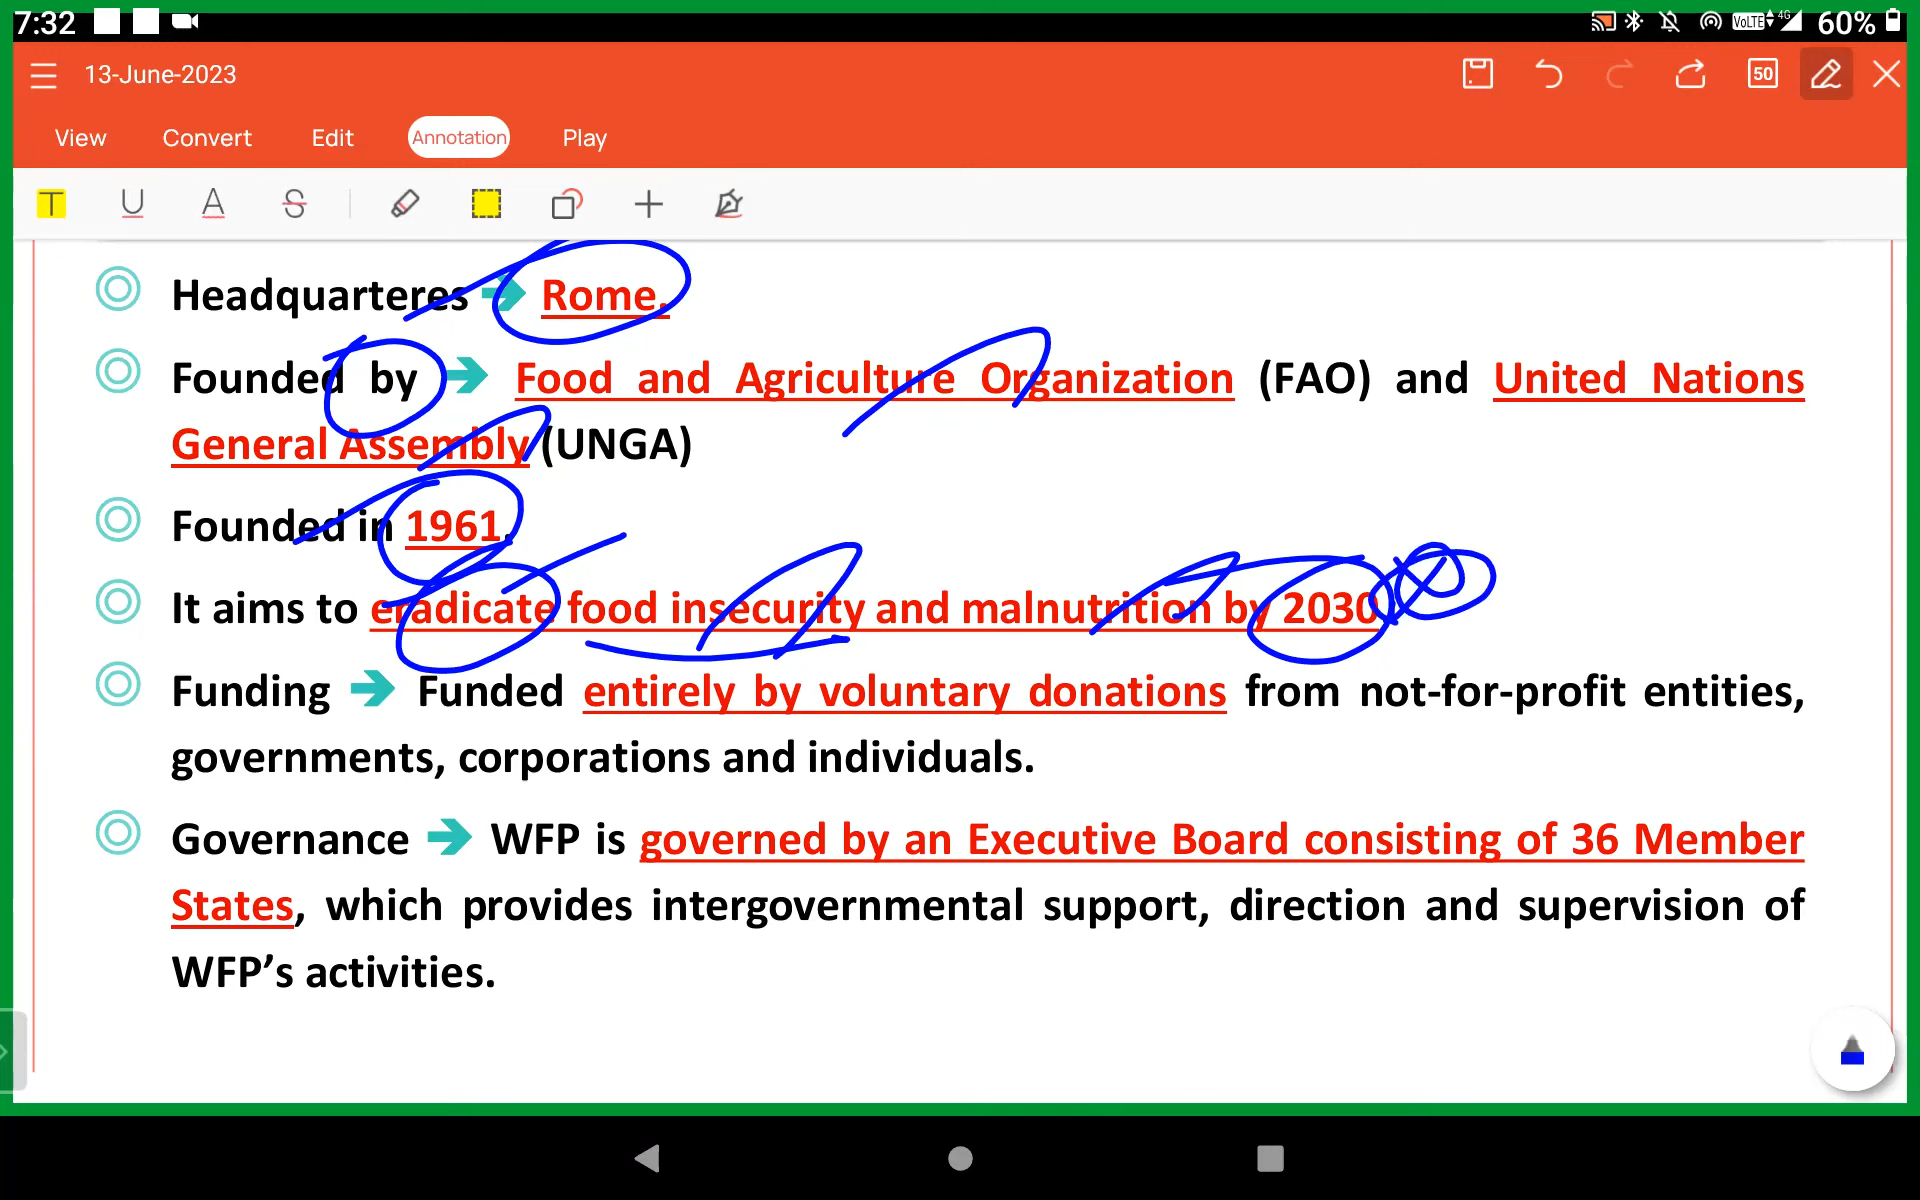 7:32 VoLTE 4G 60%
13-June-2023 50
View Convert Edit Annotation Play
T U A S
Headquarteres Rome.
Founded by Food and Agriculture Organization (FAO) and United Nations
General Assembly (UNGA)
Founded in 1961.
It aims to eradicate food insecurity and malnutrition by 2030
Funding Funded entirely by voluntary donations from not-for-profit entities,
governments, corporations and individuals.
Governance WFP is governed by an Executive Board consisting of 36 Member
States, which provides intergovernmental support, direction and supervision of
WFP’s activities.